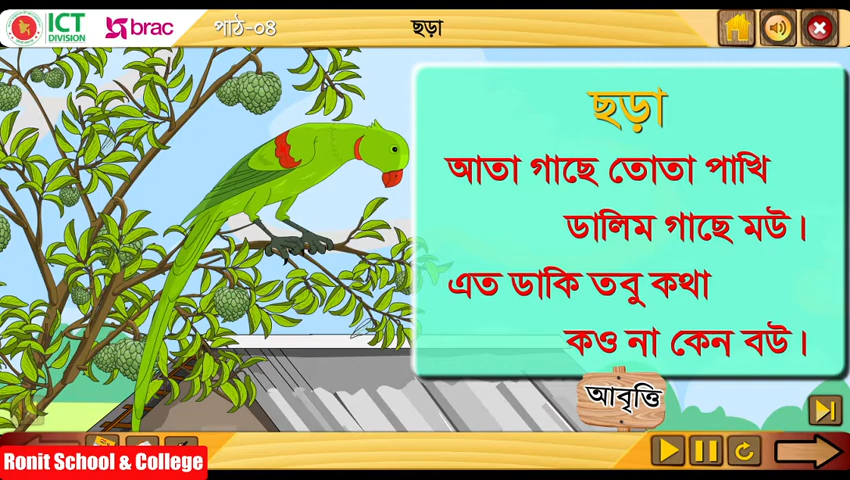 ICT
DIVISION
brac
পাঠ-০৪
ছড়া
ছড়া
আতা গাছে তোতা পাখি
ডালিম গাছে মউ।
এত ডাকি তবু কথা
কও না কেন বউ।
আবৃত্তি
Ronit School & College